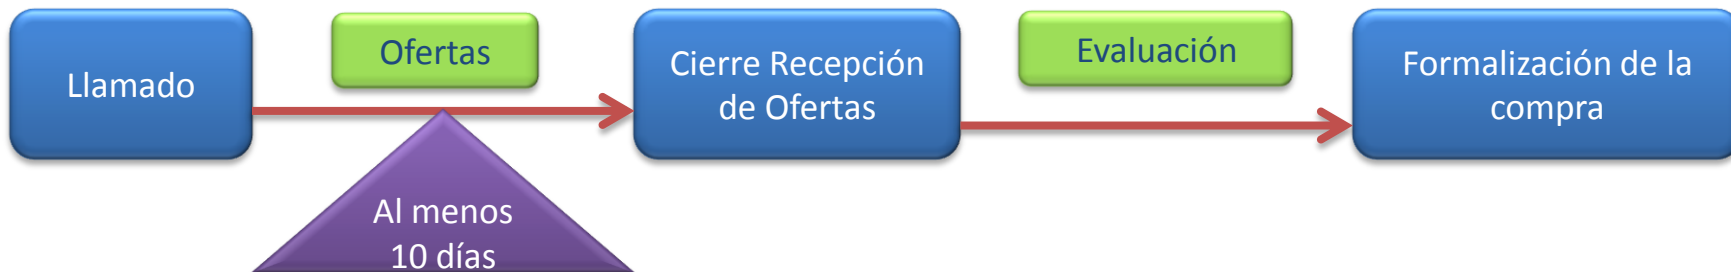 Llamado
Ofertas
Al menos
10 días
Cierre Recepción
de Ofertas
Evaluación
Formalización de la
compra